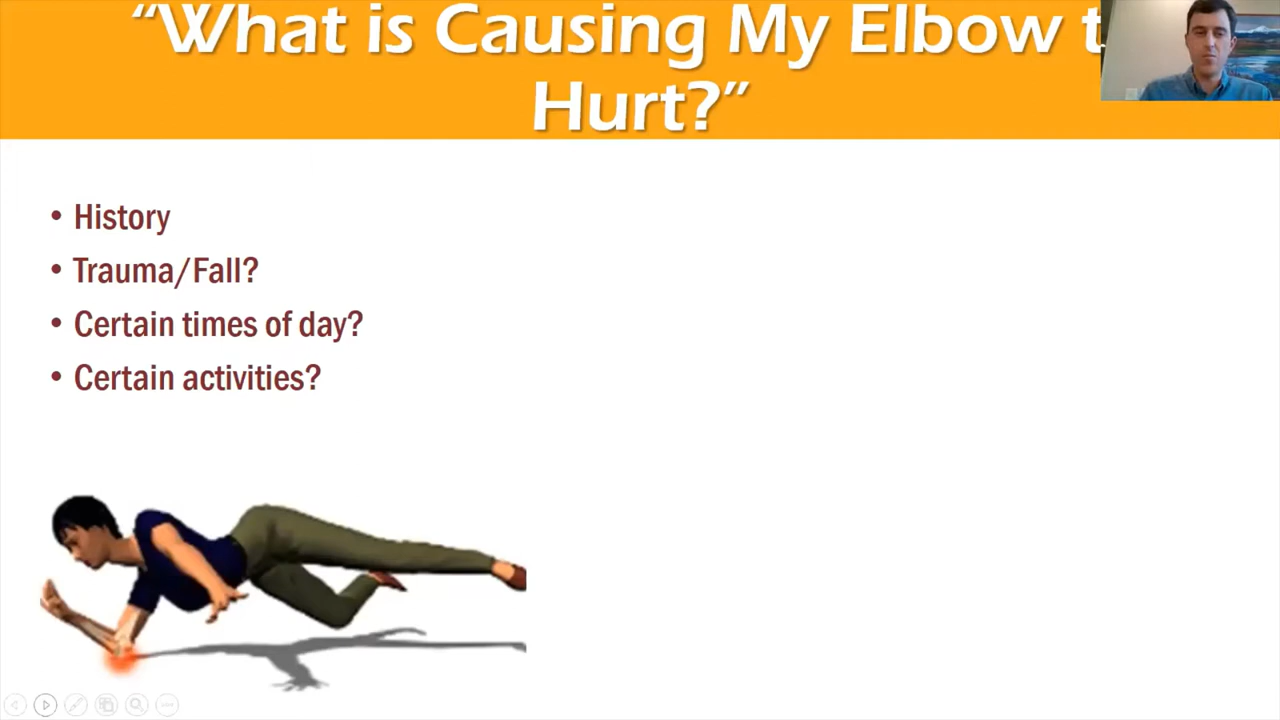 “What is Causing My Elbow t
Hurt?”
• History
• Trauma/Fall?
• Certain times of day?
• Certain activities?